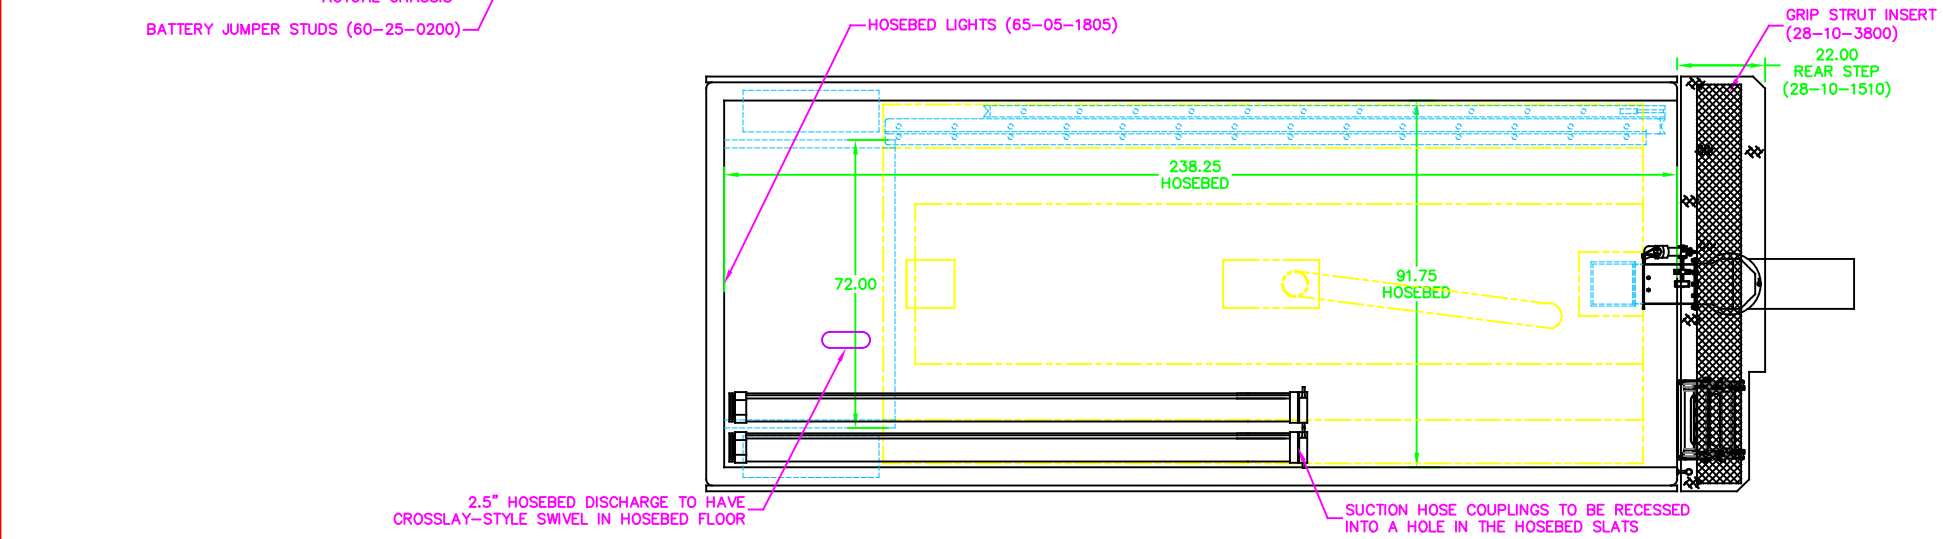 ACTUAL CHASSIS
BATTERY JUMPER STUDS (60-25-0200)
HOSEBED LIGHTS (65-05-1805)
GRIP STRUT INSERT
(28-10-3800)
22.00
REAR STEP
(28-10-1510)
238.25
HOSEBED
72.00
91.75
HOSEBED
2.5" HOSEBED DISCHARGE TO HAVE
CROSSLAY-STYLE SWIVEL IN HOSEBED FLOOR
SUCTION HOSE COUPLINGS TO BE RECESSED
INTO A HOLE IN THE HOSEBED SLATS